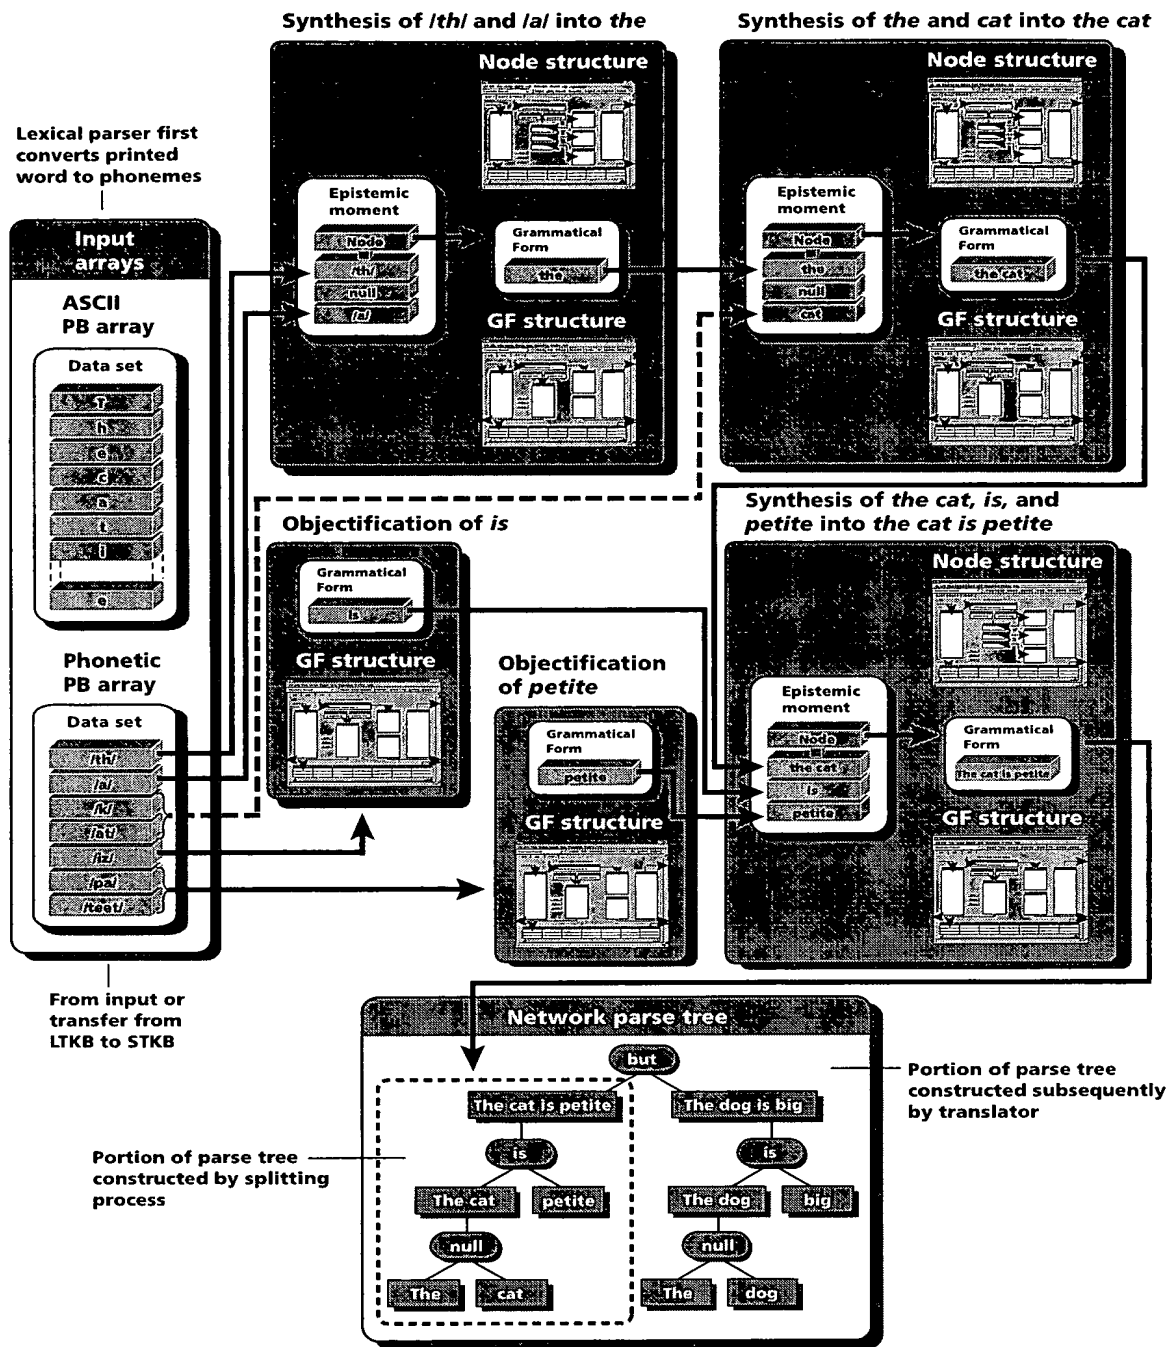 Synthesis of /th/ and /a/ into the
Synthesis of the and cat into the cat
Lexical parser first
converts printed
word to phonemes
Input
arrays
ASCII
PB array
Data set
T
h
e
c
a
t
i
e
Phonetic
PB array
Data set
/th/
/a/
/k/
/at/
/iz/
/pa/
/teet/
From input or
transfer from
LTKB to STKB
Node structure
Epistemic
moment
Node
/th/
null
/a/
Grammatical
Form
the
GF structure
Node structure
Epistemic
moment
Node
the
null
cat
Grammatical
Form
the cat
GF structure
Objectification of is
Grammatical
Form
is
GF structure
Objectification
of petite
Grammatical
Form
petite
GF structure
Synthesis of the cat, is, and
petite into the cat is petite
Node structure
Epistemic
moment
Node
the cat
is
petite
Grammatical
Form
The cat is petite
GF structure
Network parse tree
but
The cat is petite
The dog is big
is
is
The cat
petite
The dog
big
null
null
The
cat
The
dog
Portion of parse tree
constructed by splitting
process
Portion of parse tree
constructed subsequently
by translator